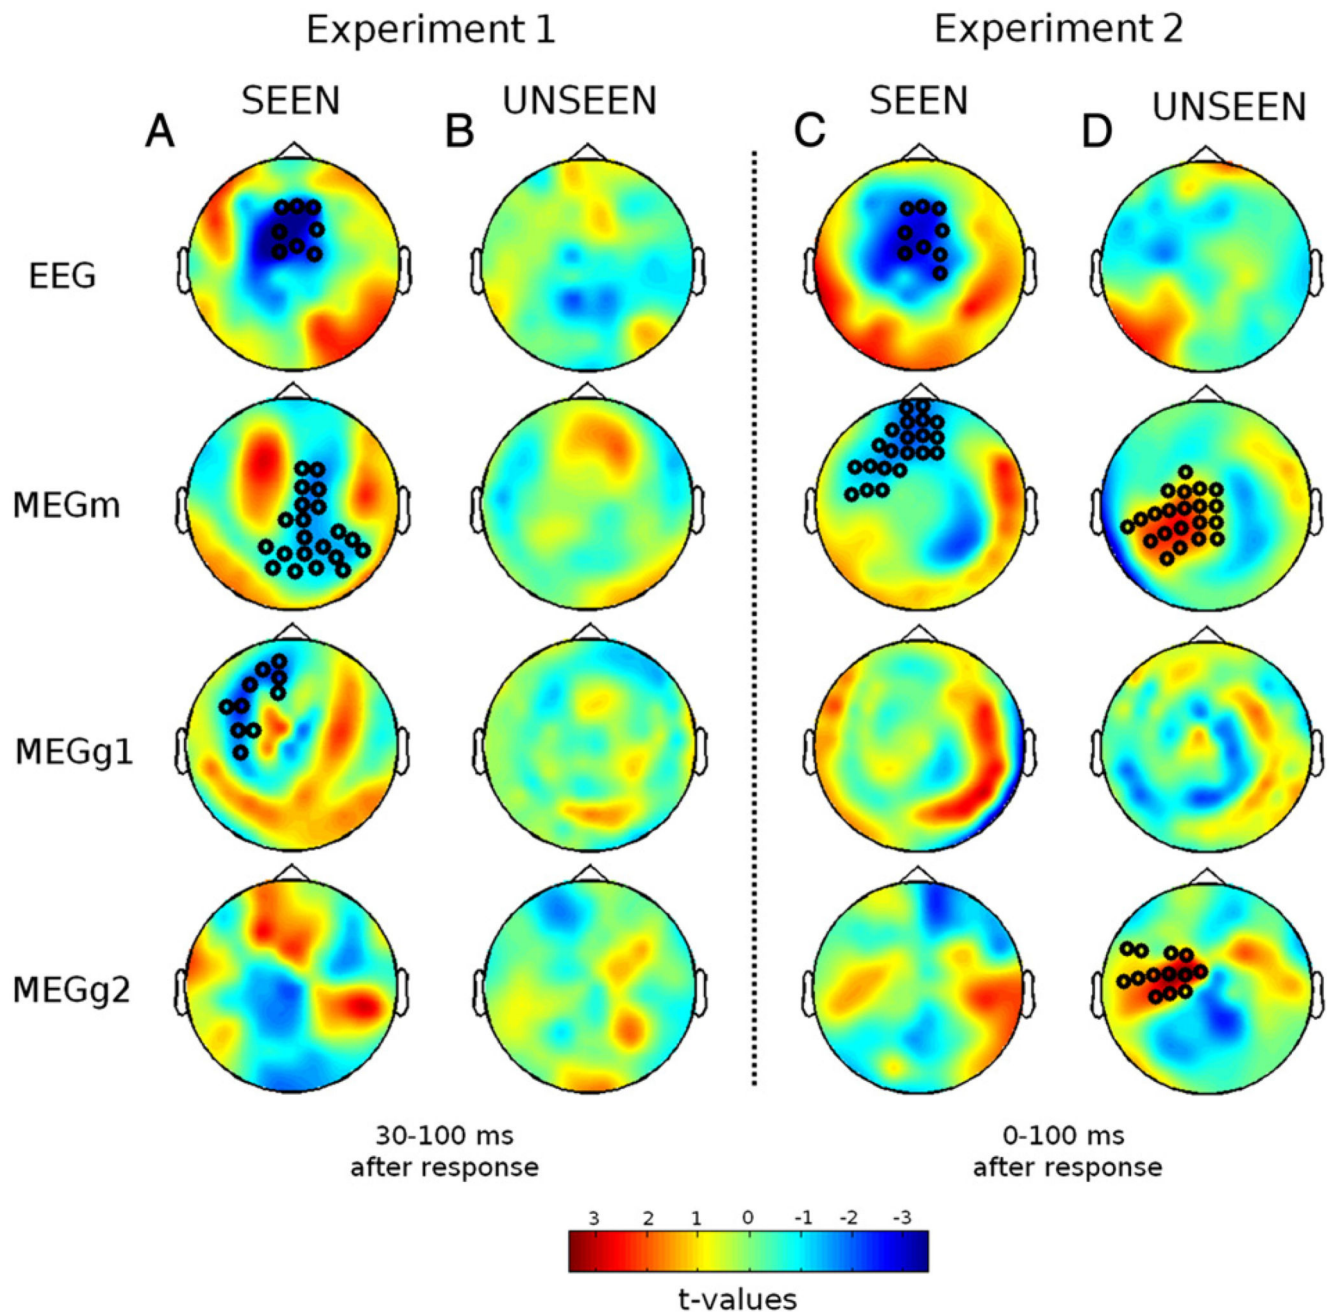 Experiment 1
Experiment 2
A
SEEN
B
UNSEEN
C
SEEN
D
UNSEEN
EEG
MEGm
MEGg1
MEGg2
30-100 ms
after response
0-100 ms
after response
3 2 1 0 -1 -2 -3
t-values